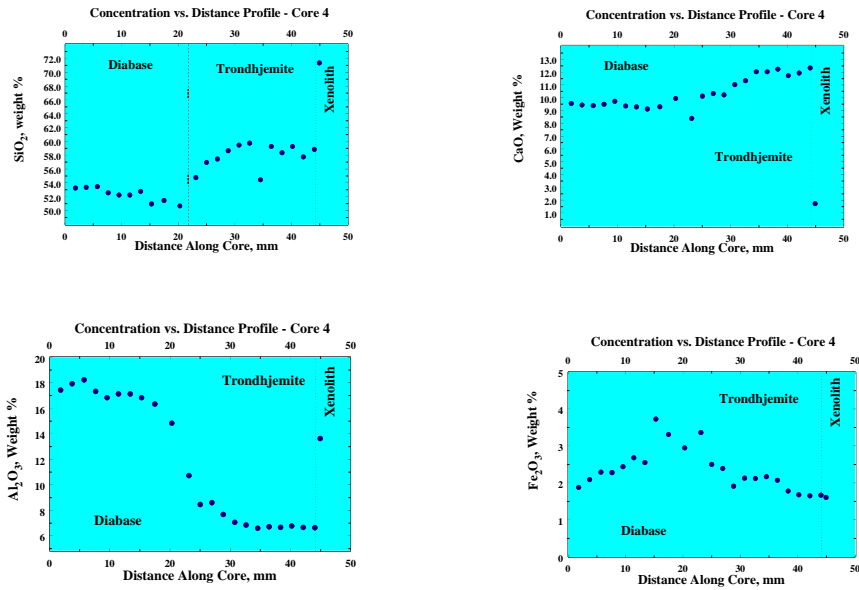 Concentration vs. Distance Profile - Core 4
0 10 20 30 40 50
72.0
70.0
68.0
66.0
64.0
62.0
60.0
58.0
56.0
54.0
52.0
50.0
SiO2, weight %
Diabase
Trondhjemite
Xenolith
0 10 20 30 40 50
Distance Along Core, mm
Concentration vs. Distance Profile - Core 4
0 10 20 30 40 50
13.0
12.0
11.0
10.0
9.0
8.0
7.0
6.0
5.0
4.0
3.0
2.0
1.0
CaO, Weight %
Diabase
Xenolith
Trondhjemite
0 10 20 30 40 50
Distance Along Core, mm
Concentration vs. Distance Profile - Core 4
0 10 20 30 40 50
20
18
16
14
12
10
8
6
Al2O3, Weight %
Trondhjemite
Xenolith
Diabase
0 10 20 30 40 50
Distance Along Core, mm
Concentration vs. Distance Profile - Core 4
0 10 20 30 40 50
5
4
3
2
1
0
Fe2O3, Weight %
Trondhjemite
Xenolith
Diabase
0 10 20 30 40 50
Distance Along Core, mm